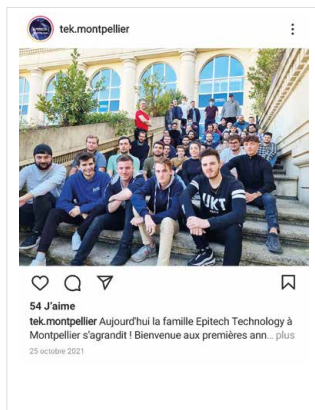 tek.montpellier
UKT
54 J'aime
tek.montpellier Aujourd'hui la famille Epitech Technology à
Montpellier s'agrandit ! Bienvenue aux premières ann... plus
25 octobre 2021